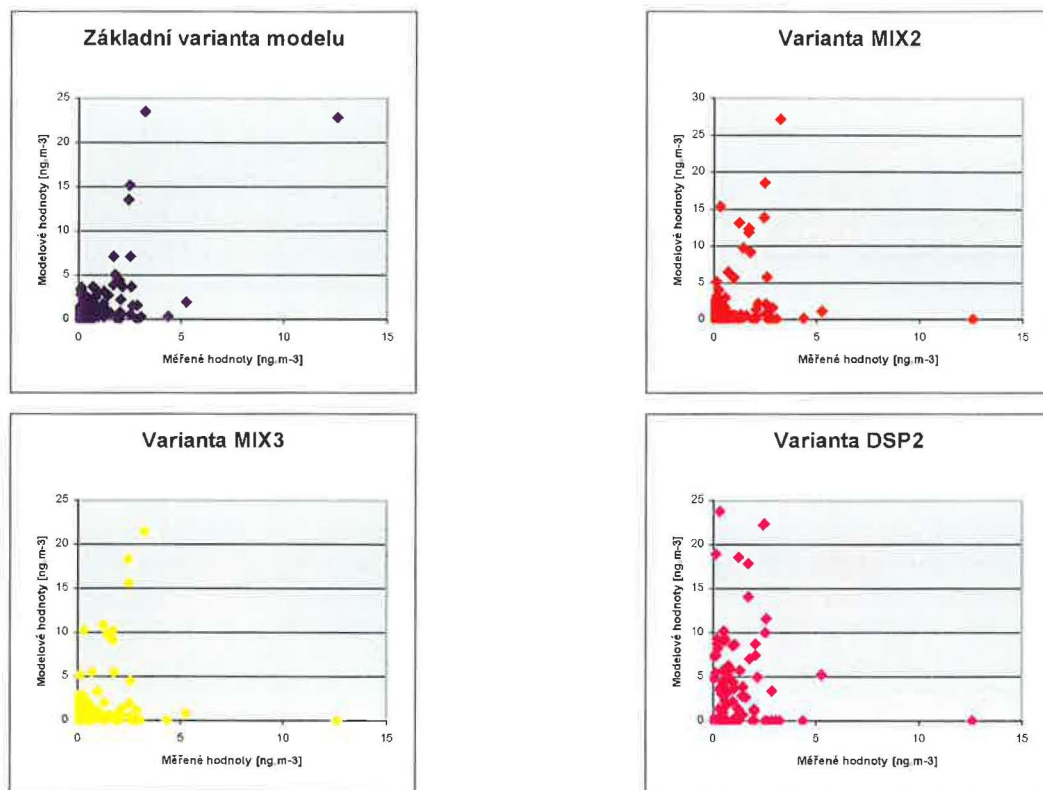 Základní varianta modelu
Modelové hodnoty [ng.m-3]
25
20
15
10
5
0
0 5 10 15
Měřené hodnoty [ng.m-3]
Varianta MIX2
Modelové hodnoty [ng.m-3]
30
25
20
15
10
5
0
0 5 10 15
Měřené hodnoty [ng.m-3]
Varianta MIX3
Modelové hodnoty [ng.m-3]
25
20
15
10
5
0
0 5 10 15
Měřené hodnoty [ng.m-3]
Varianta DSP2
Modelové hodnoty [ng.m-3]
25
20
15
10
5
0
0 5 10 15
Měřené hodnoty [ng.m-3]